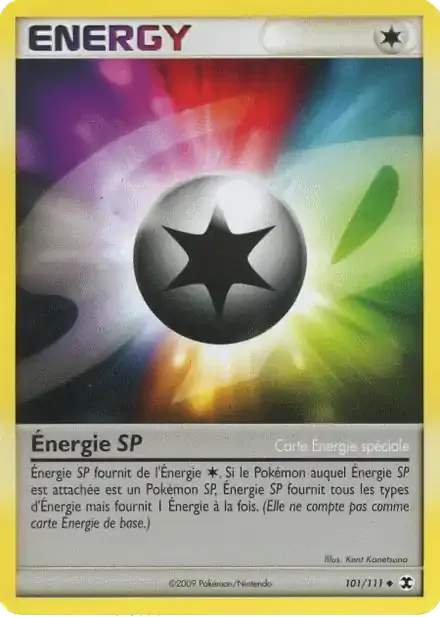 ENERGY
Énergie SP
Carte Énergie spéciale
Énergie SP fournit de l'Énergie ✶. Si le Pokémon auquel Énergie SP
est attachée est un Pokémon SP, Énergie SP fournit tous les types
d'Énergie mais fournit 1 Énergie à la fois. (Elle ne compte pas comme
carte Énergie de base.)
Illus. Kent Kanetsuna
©2009 Pokémon/Nintendo
101/111 ◆